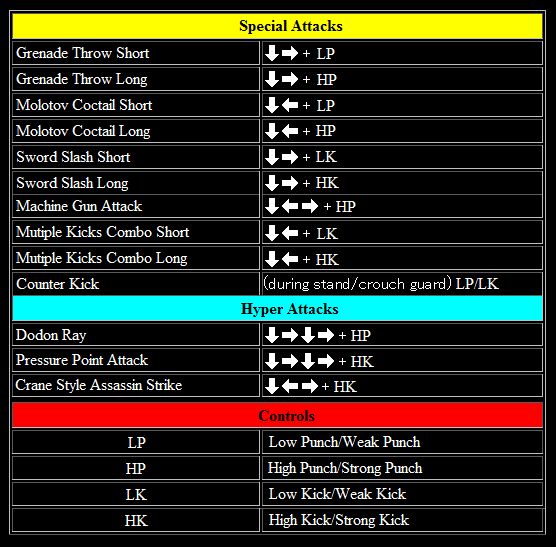 Special Attacks
Grenade Throw Short ⬇➡ + LP
Grenade Throw Long ⬇➡ + HP
Molotov Coctail Short ⬇⬅ + LP
Molotov Coctail Long ⬇⬅ + HP
Sword Slash Short ⬇➡ + LK
Sword Slash Long ⬇➡ + HK
Machine Gun Attack ⬇⬅➡ + HP
Mutiple Kicks Combo Short ⬇⬅ + LK
Mutiple Kicks Combo Long ⬇⬅ + HK
Counter Kick (during stand/crouch guard) LP/LK
Hyper Attacks
Dodon Ray ⬇➡⬇➡ + HP
Pressure Point Attack ⬇➡⬇➡ + HK
Crane Style Assassin Strike ⬇⬅➡ + HK
Controls
LP Low Punch/Weak Punch
HP High Punch/Strong Punch
LK Low Kick/Weak Kick
HK High Kick/Strong Kick